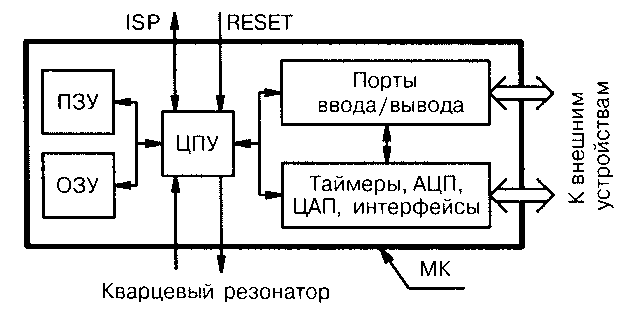 ISP
RESET
ПЗУ
ОЗУ
ЦПУ
Порты
ввода/вывода
Таймеры, АЦП,
ЦАП, интерфейсы
К внешним
устройствам
МК
Кварцевый резонатор